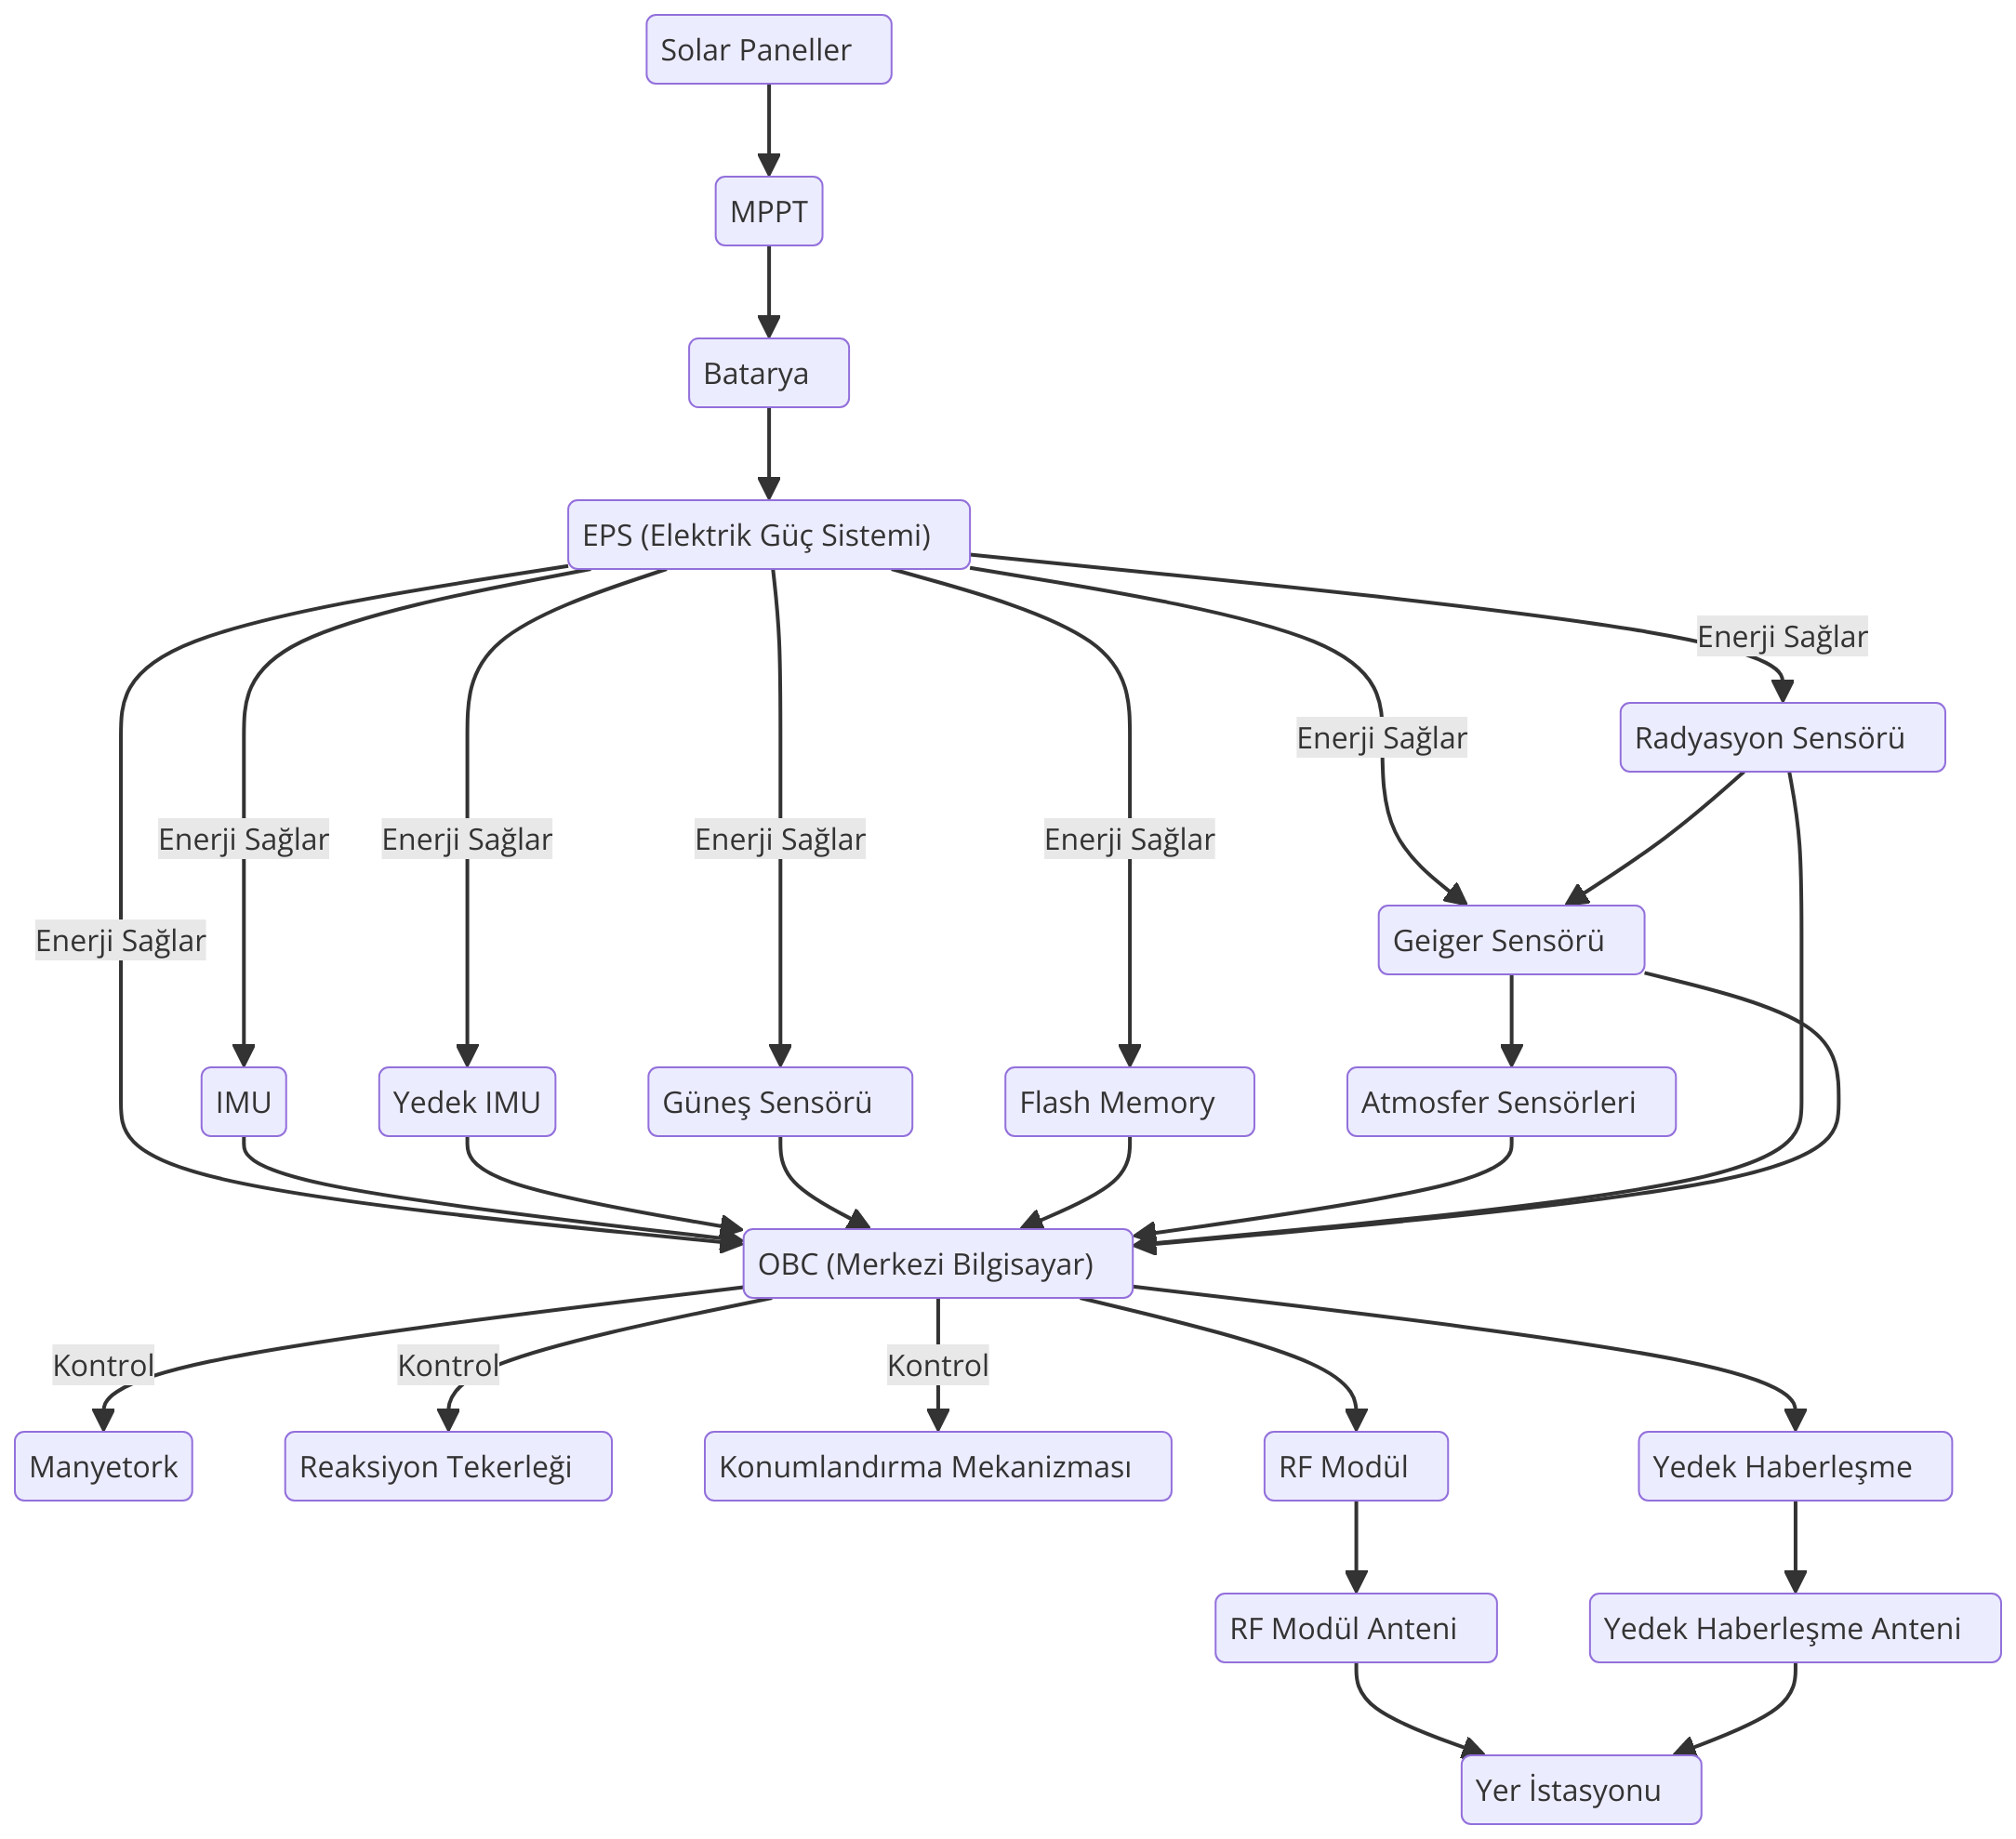 Solar Paneller
MPPT
Batarya
EPS (Elektrik Güç Sistemi)
Enerji Sağlar
Enerji Sağlar
Radyasyon Sensörü
Enerji Sağlar
Enerji Sağlar
Enerji Sağlar
Enerji Sağlar
Enerji Sağlar
Geiger Sensörü
IMU
Yedek IMU
Güneş Sensörü
Flash Memory
Atmosfer Sensörleri
OBC (Merkezi Bilgisayar)
Kontrol
Kontrol
Kontrol
Manyetork
Reaksiyon Tekerleği
Konumlandırma Mekanizması
RF Modül
Yedek Haberleşme
RF Modül Anteni
Yedek Haberleşme Anteni
Yer İstasyonu